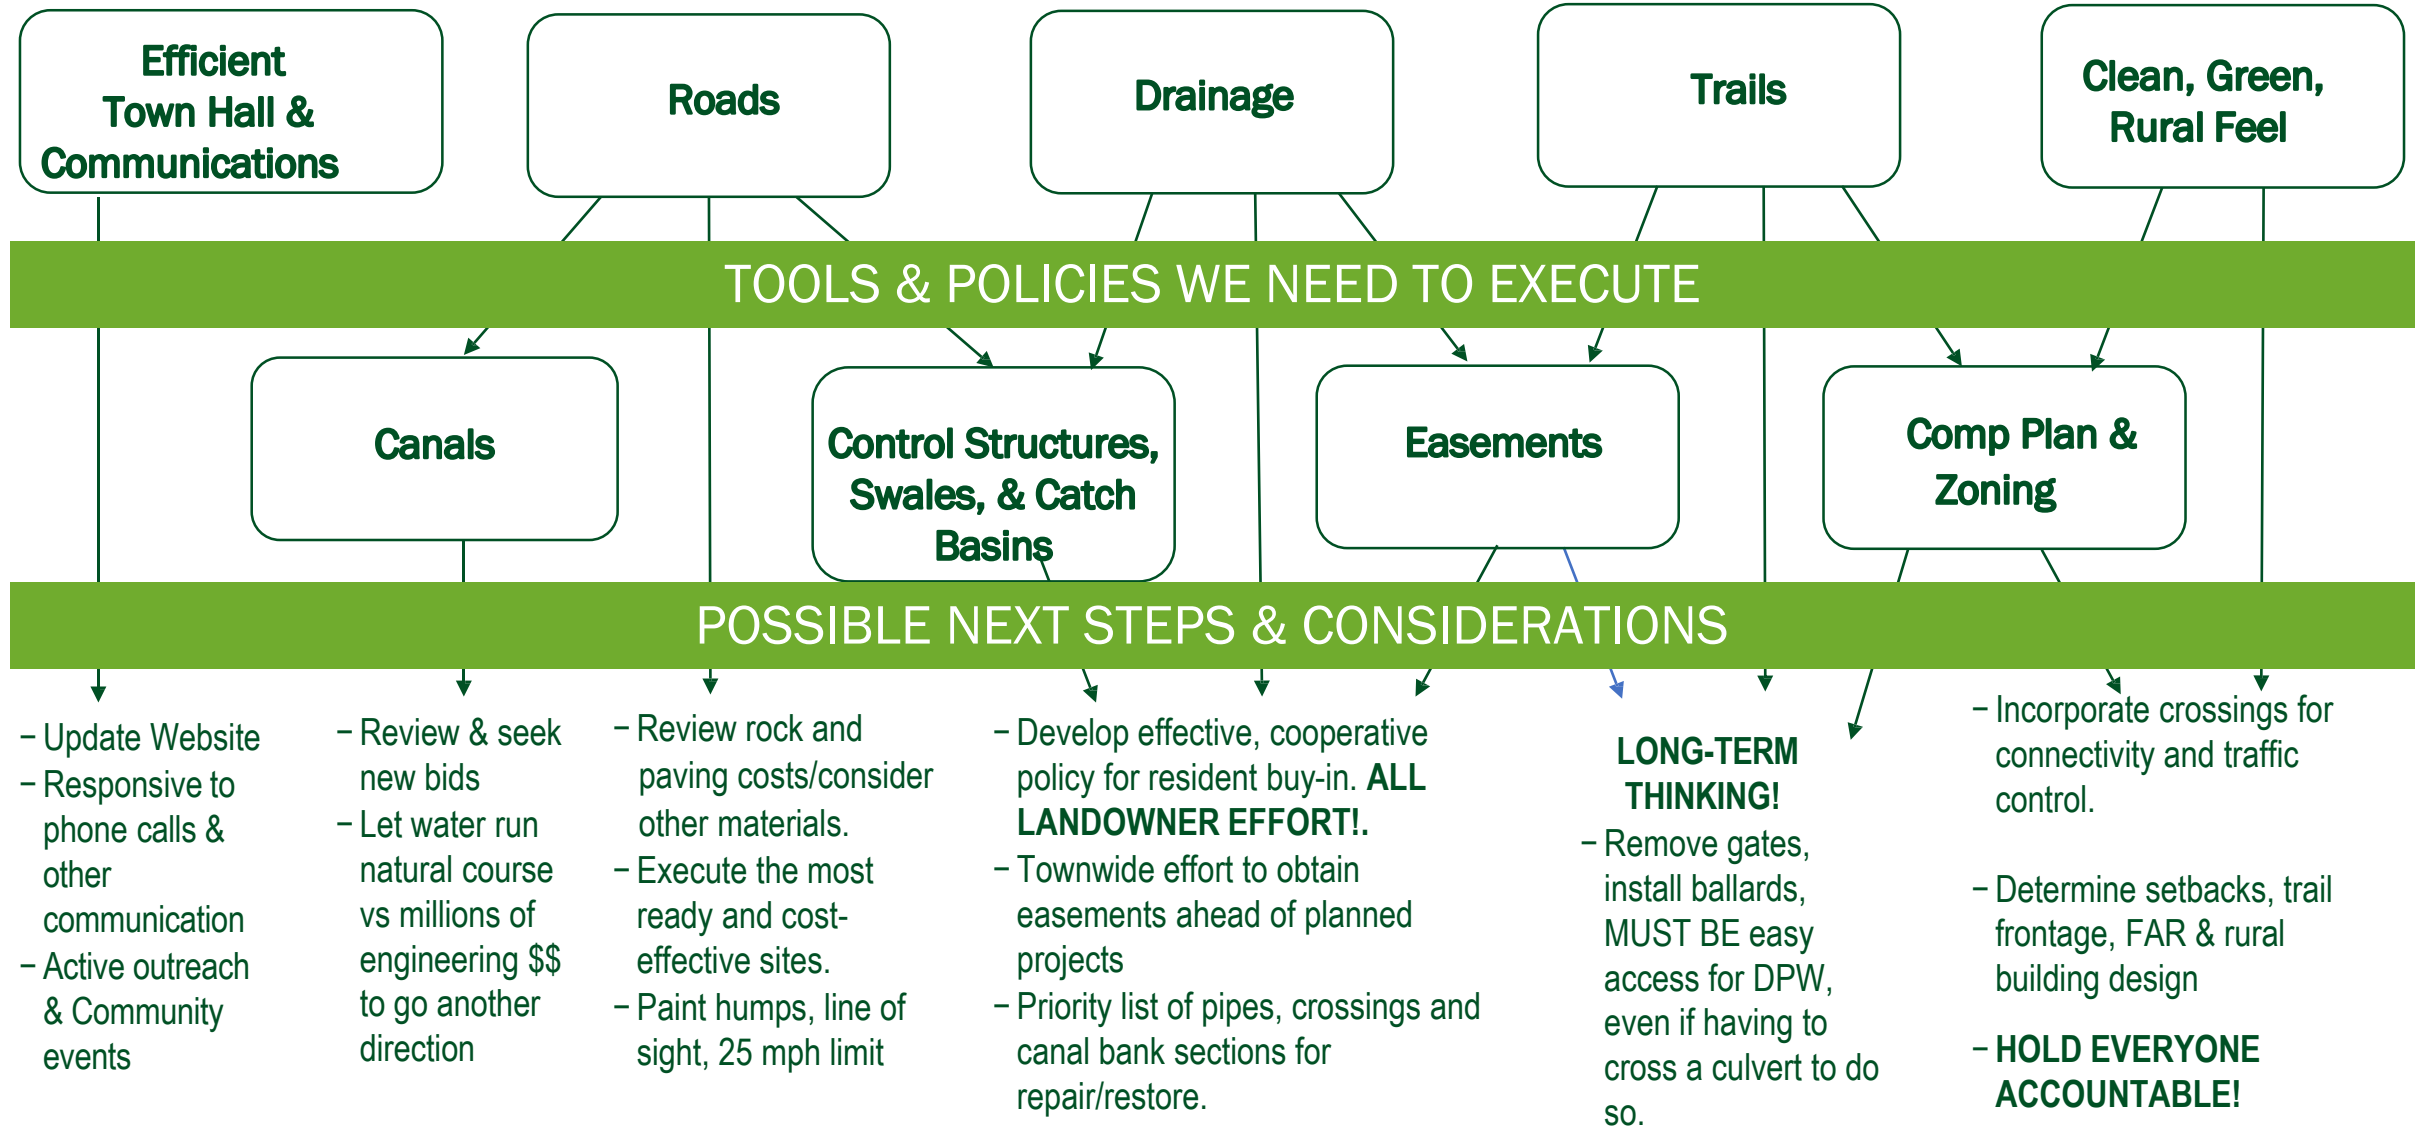 Efficient
Town Hall &
Communications
Roads
Drainage
Trails
Clean, Green,
Rural Feel
TOOLS & POLICIES WE NEED TO EXECUTE
Canals
Control Structures,
Swales, & Catch
Basins
Easements
Comp Plan &
Zoning
POSSIBLE NEXT STEPS & CONSIDERATIONS
– Update Website
– Responsive to
phone calls &
other
communication
– Active outreach
& Community
events
– Review & seek
new bids
– Let water run
natural course
vs millions of
engineering $$
to go another
direction
– Review rock and
paving costs/consider
other materials.
– Execute the most
ready and cost-
effective sites.
– Paint humps, line of
sight, 25 mph limit
– Develop effective, cooperative
policy for resident buy-in. ALL
LANDOWNER EFFORT!.
– Townwide effort to obtain
easements ahead of planned
projects
– Priority list of pipes, crossings and
canal bank sections for
repair/restore.
LONG-TERM
THINKING!
– Remove gates,
install ballards,
MUST BE easy
access for DPW,
even if having to
cross a culvert to do
so.
– Incorporate crossings for
connectivity and traffic
control.
– Determine setbacks, trail
frontage, FAR & rural
building design
– HOLD EVERYONE
ACCOUNTABLE!